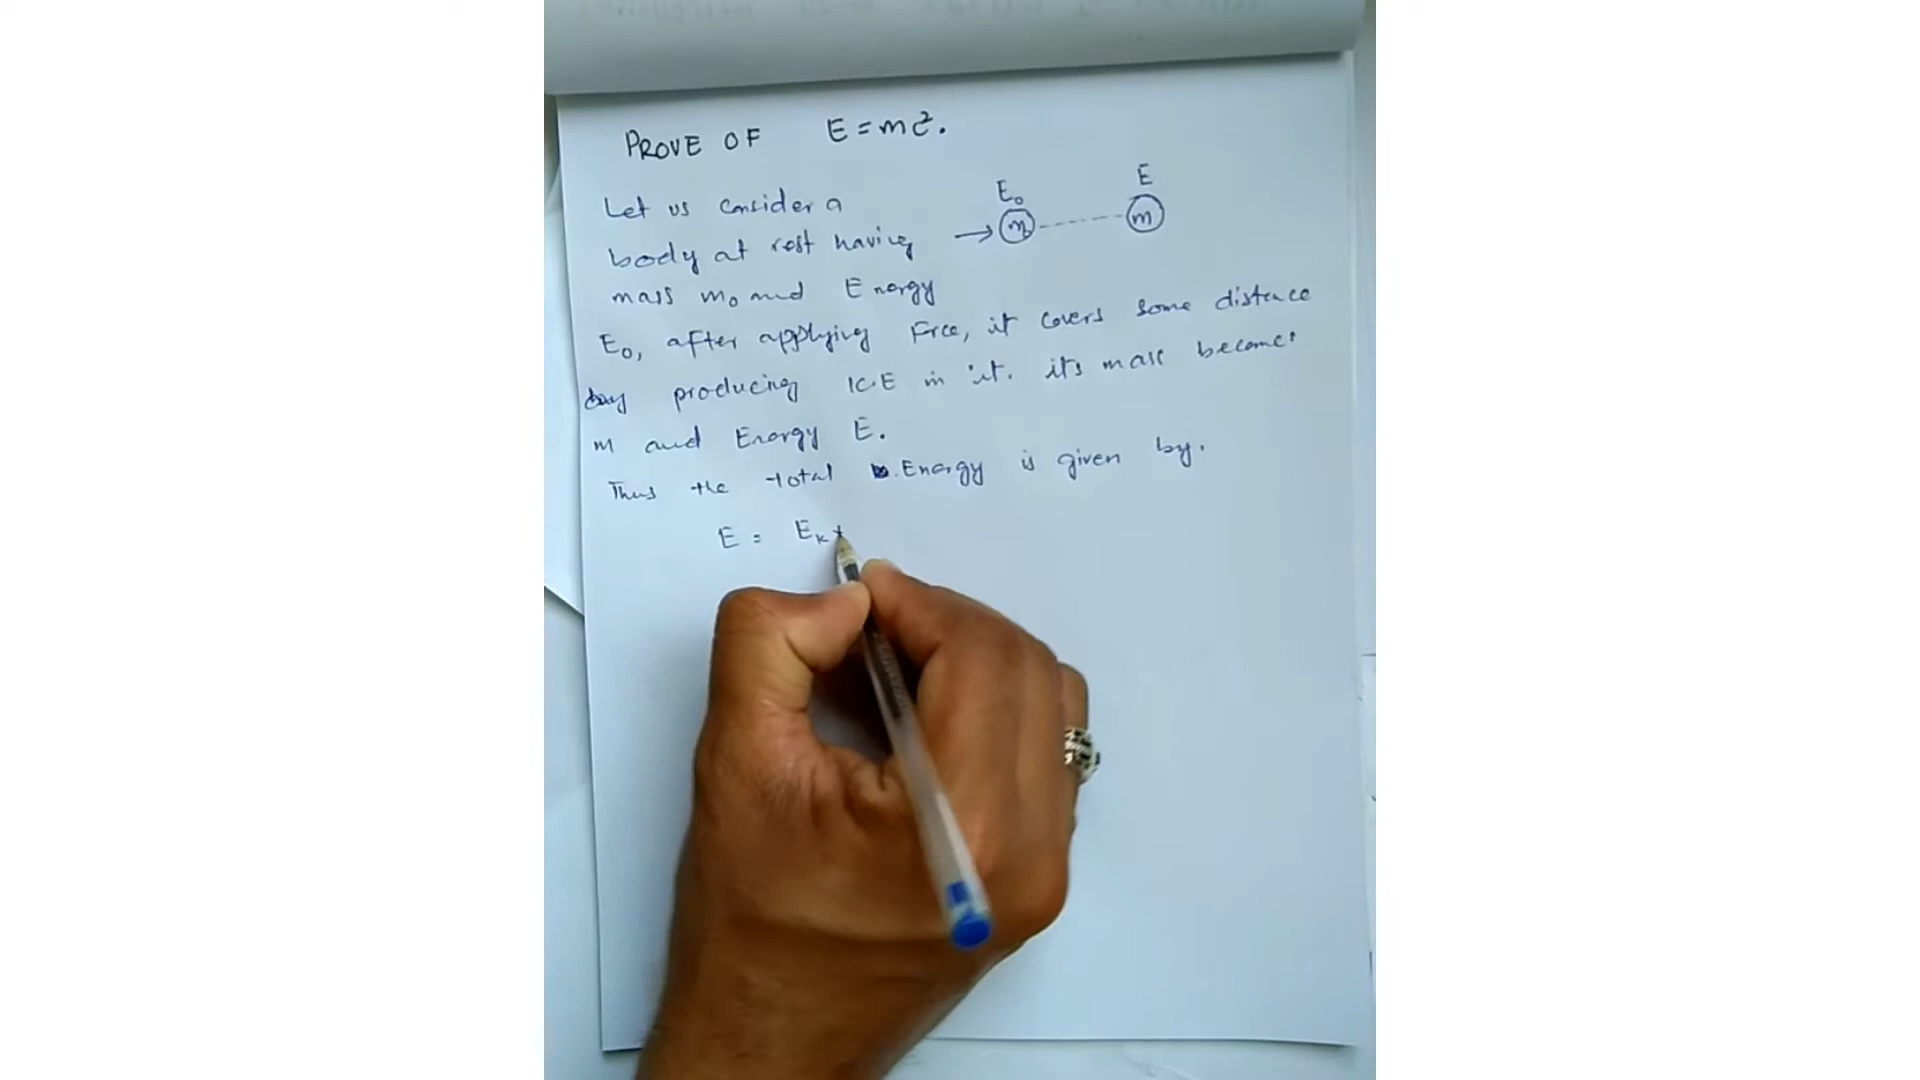 PROVE OF E = mc².
Let us consider a
body at rest having
mass m₀ and Energy
E₀
m₀
E
m
E₀, after applying Frce, it covers some distance
by producing K.E in it. its mass becomes
m and Energy E.
Thus the total Energy is given by.
E = Eₖ +